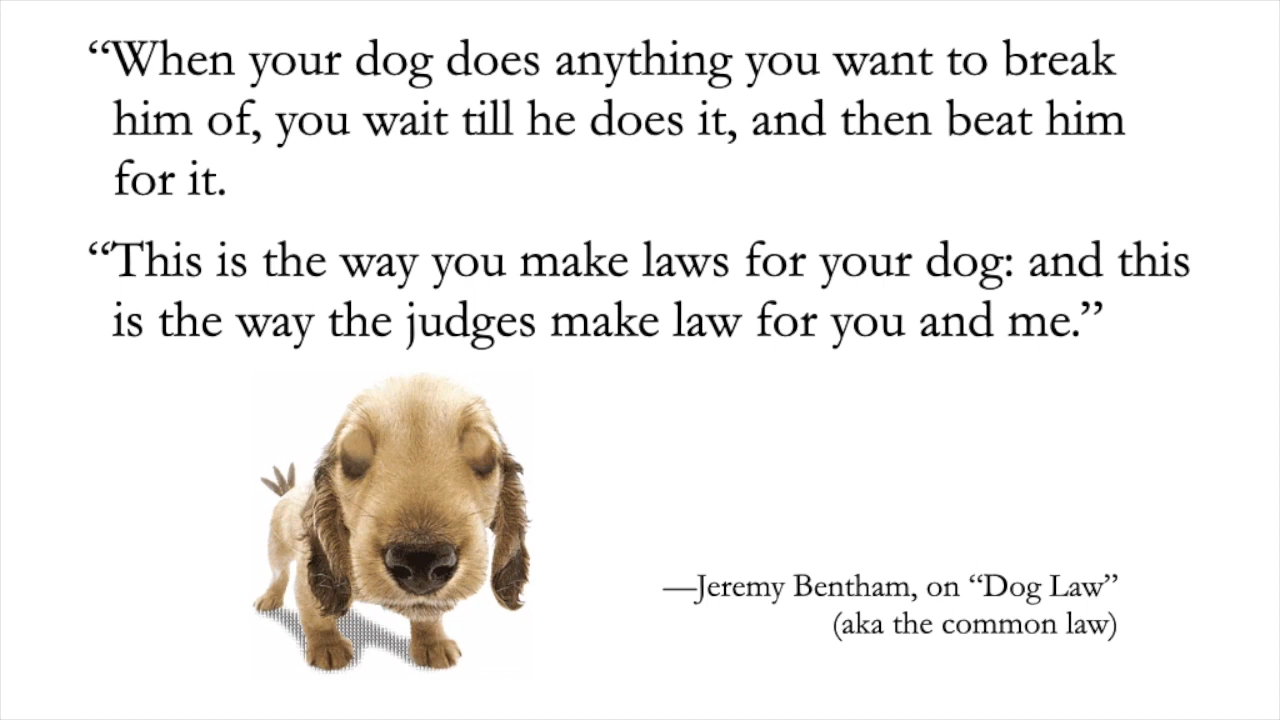 “When your dog does anything you want to break
him of, you wait till he does it, and then beat him
for it.
“This is the way you make laws for your dog: and this
is the way the judges make law for you and me.”
—Jeremy Bentham, on “Dog Law”
(aka the common law)